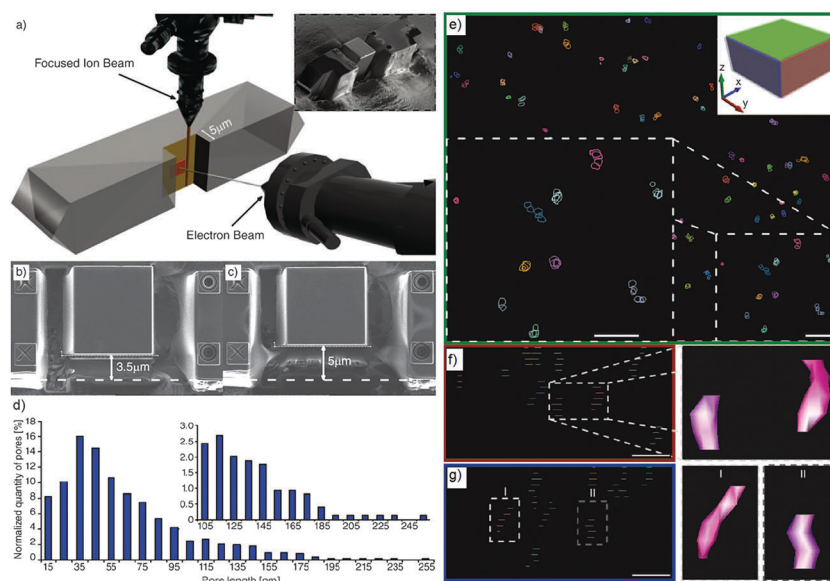 a)
Focused Ion Beam
5μm
Electron Beam
b)
c)
3.5μm
5μm
d)
Normalized quantity of pores [%]
18
16
14
12
10
8
6
4
2
0
15 35 55 75 95 115 135 155 175 195 215 235 255
Pore length [nm]
3.0
2.5
2.0
1.5
1.0
0.5
0.0
105 125 145 165 185 205 225 245
e)
z
x
y
f)
g)
I
II
I
II